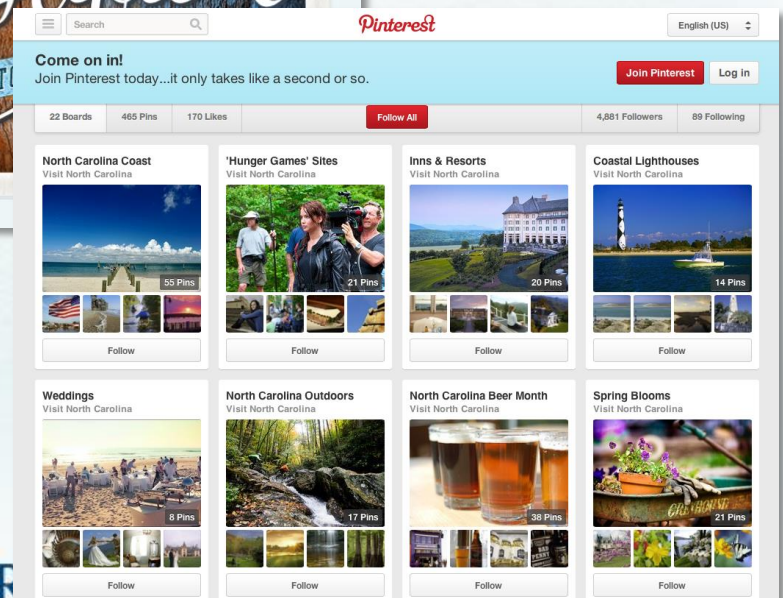 Search
Pinterest
English (US)
Come on in!
Join Pinterest today...it only takes like a second or so.
Join Pinterest
Log in
22 Boards 465 Pins 170 Likes Follow All 4,881 Followers 89 Following
North Carolina Coast
Visit North Carolina
55 Pins
Follow
'Hunger Games' Sites
Visit North Carolina
21 Pins
Follow
Inns & Resorts
Visit North Carolina
20 Pins
Follow
Coastal Lighthouses
Visit North Carolina
14 Pins
Follow
Weddings
Visit North Carolina
8 Pins
Follow
North Carolina Outdoors
Visit North Carolina
17 Pins
Follow
North Carolina Beer Month
Visit North Carolina
38 Pins
BAD
PENNY
Follow
Spring Blooms
Visit North Carolina
21 Pins
Follow